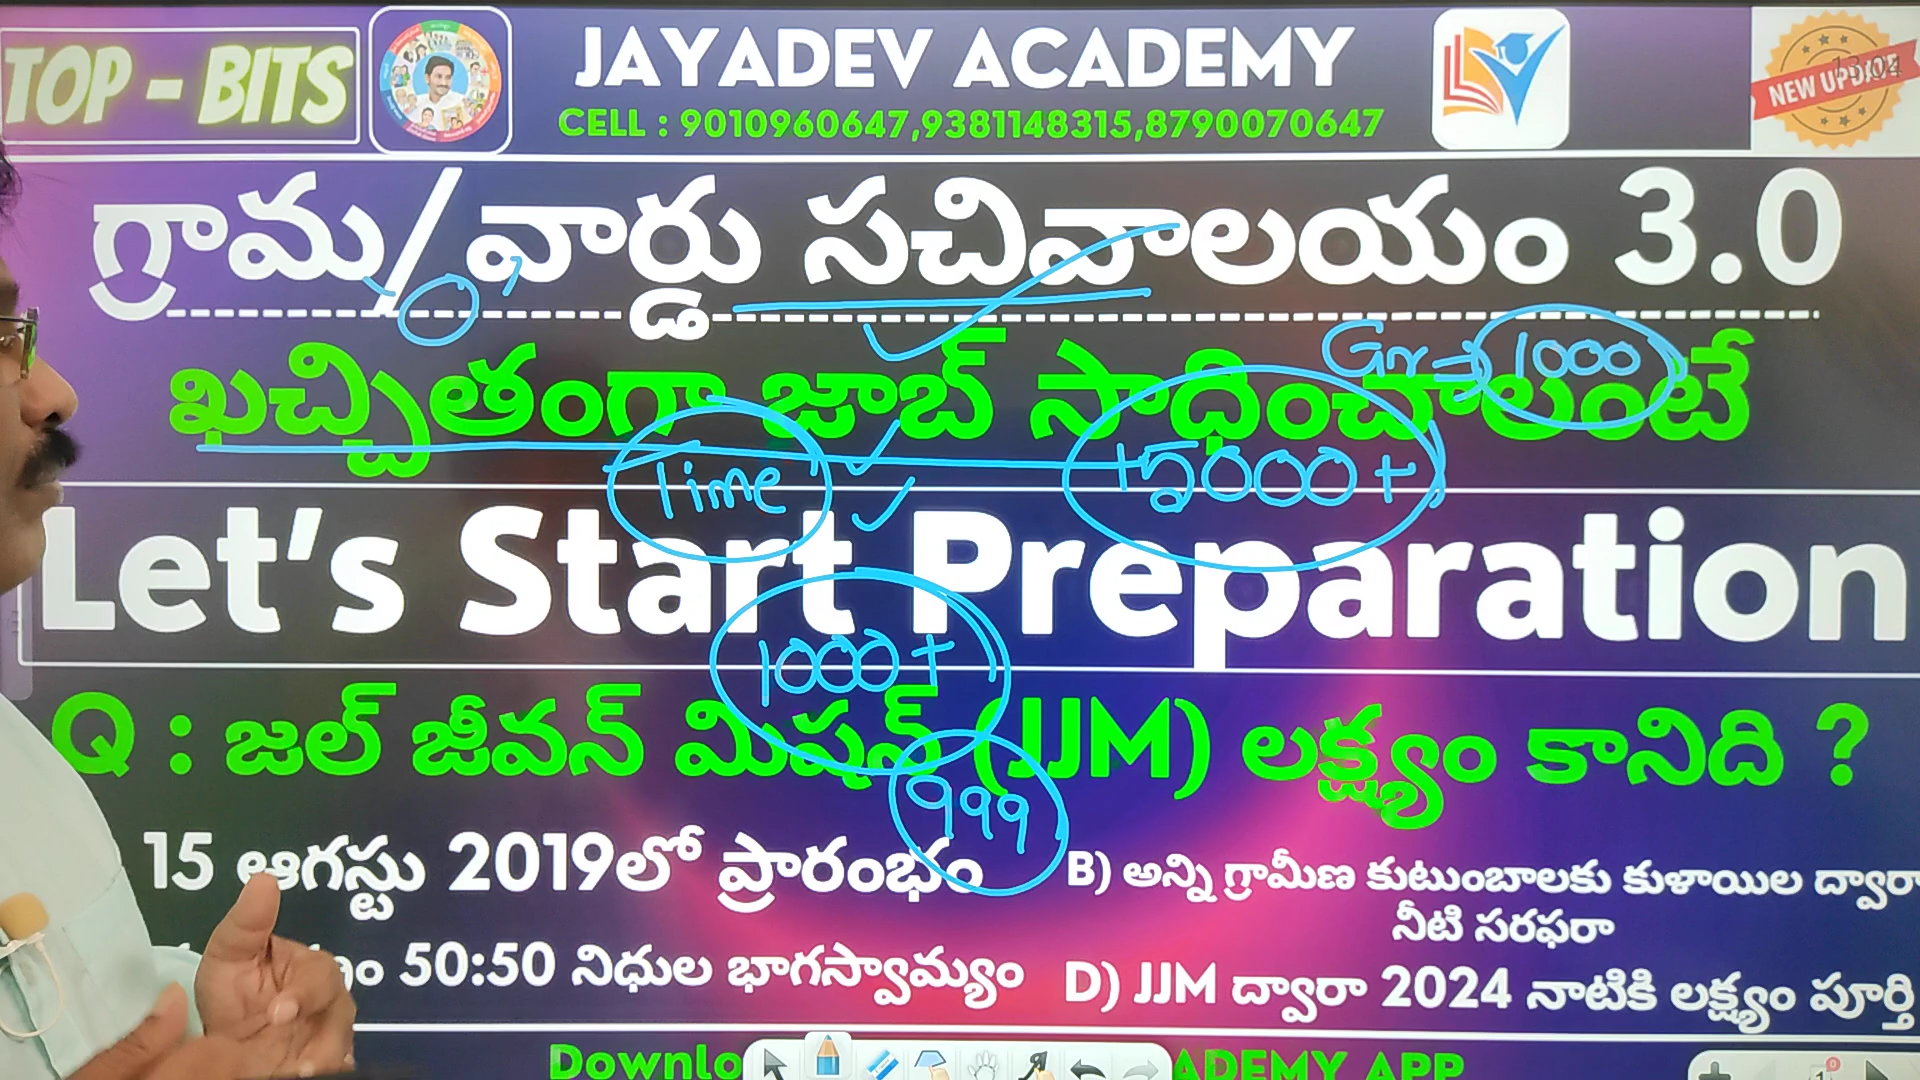 TOP - BITS
JAYADEV ACADEMY
CELL : 9010960647,9381148315,8790070647
NEW UPDATE
13:04
గ్రామ/వార్డు సచివాలయం 3.0
Gr 1000
ఖచ్చితంగా జాబ్ సాధించాలంటే
Time
15000+
Let's Start Preparation
1000+
Q : జల్ జీవన్ మిషన్ (JJM) లక్ష్యం కానిది ?
999
15 ఆగస్టు 2019లో ప్రారంభం
B) అన్ని గ్రామీణ కుటుంబాలకు కుళాయిల ద్వారా
నీటి సరఫరా
50:50 నిధుల భాగస్వామ్యం
D) JJM ద్వారా 2024 నాటికి లక్ష్యం పూర్తి
ADEMY APP